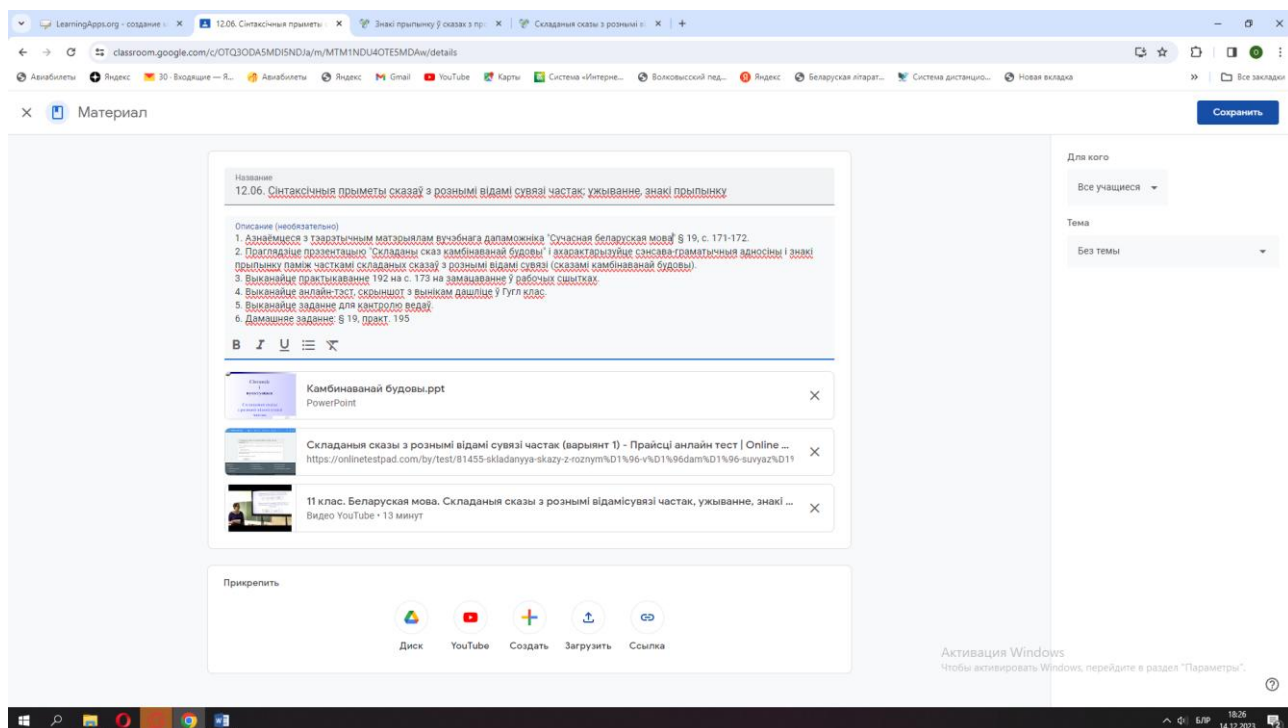 LearningApps.org - создание
12.06. Сінтаксічныя прыметы
Знакі прыпынку ў сказах з пр
Складаныя сказы з рознымі в
classroom.google.com/c/OTQ3ODA5MDI5NDJa/m/MTM1NDU4OTE5MDAw/details
Авиабилеты
Яндекс
30 · Входящие — Я...
Авиабилеты
Яндекс
Gmail
YouTube
Карты
Система «Интерне...
Волковысский пед...
Яндекс
Беларуская літарат...
Система дистанцио...
Новая вкладка
Все закладки
Материал
Сохранить
Название
12.06. Сінтаксічныя прыметы сказаў з рознымі відамі сувязі частак; ужыванне, знакі прыпынку
Описание (необязательно)
1. Азнаёмцеся з тэарэтычным матэрыялам вучэбнага дапаможніка "Сучасная беларуская мова" § 19, с. 171-172.
2. Праглядзіце прэзентацыю "Складаны сказ камбінаванай будовы" і ахарактарызуйце сэнсава-граматычныя адносіны і знакі
прыпынку паміж часткамі складаных сказаў з рознымі відамі сувязі (сказамі камбінаванай будовы).
3. Выканайце практыкаванне 192 на с. 173 на замацаванне ў рабочых сшытках.
4. Выканайце анлайн-тэст, скрыншот з вынікам дашліце ў Гугл клас.
5. Выканайце заданне для кантролю ведаў.
6. Дамашняе заданне: § 19, практ. 195
B I U
Камбинаванай будовы.ppt
PowerPoint
Складаныя сказы з рознымі відамі сувязі частак (варыянт 1) - Прайсці анлайн тест | Online ...
https://onlinetestpad.com/by/test/81455-skladanyya-skazy-z-roznym%D1%96-v%D1%96dam%D1%96-suvyaz%D1%9
11 клас. Беларуская мова. Складаныя сказы з рознымі відамісувязі частак, ужыванне, знакі ...
Видео YouTube • 13 минут
Прикрепить
Диск
YouTube
Создать
Загрузить
Ссылка
Для кого
Все учащиеся
Тема
Без темы
Активация Windows
Чтобы активировать Windows, перейдите в раздел "Параметры".
БЛР
18:26
14.12.2023